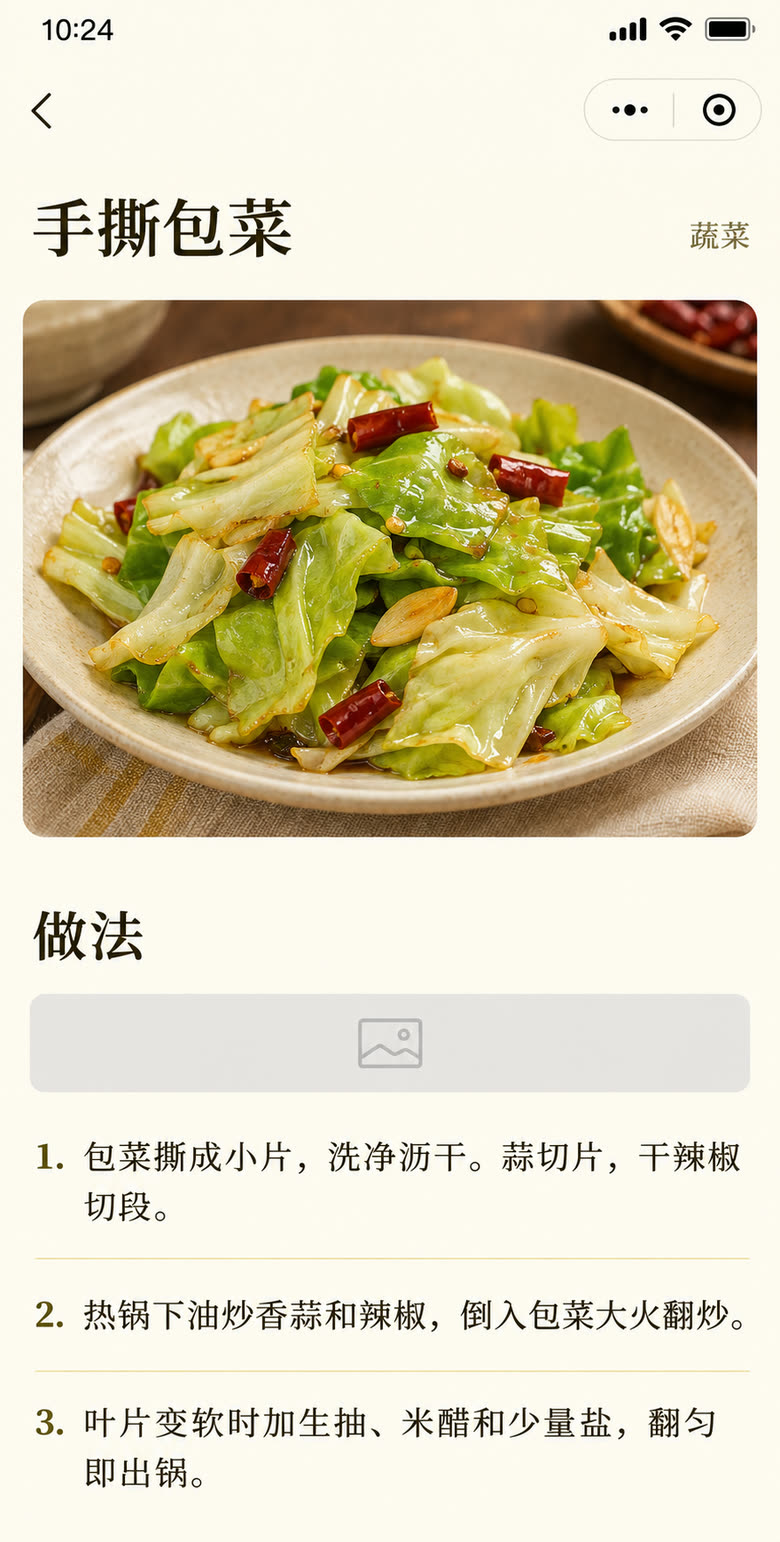 10:24
手撕包菜
蔬菜
做法
1. 包菜撕成小片，洗净沥干。蒜切片，干辣椒
切段。
2. 热锅下油炒香蒜和辣椒，倒入包菜大火翻炒。
3. 叶片变软时加生抽、米醋和少量盐，翻匀
即出锅。